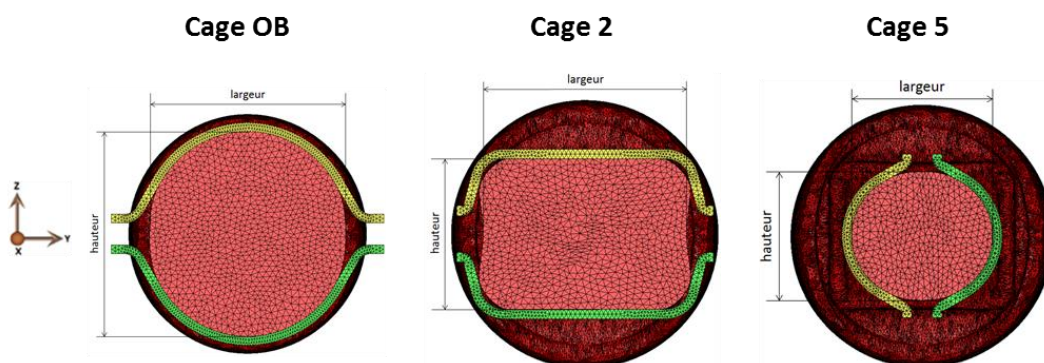 Cage OB
Cage 2
Cage 5
largeur
largeur
largeur
hauteur
hauteur
hauteur
Z
Y
X